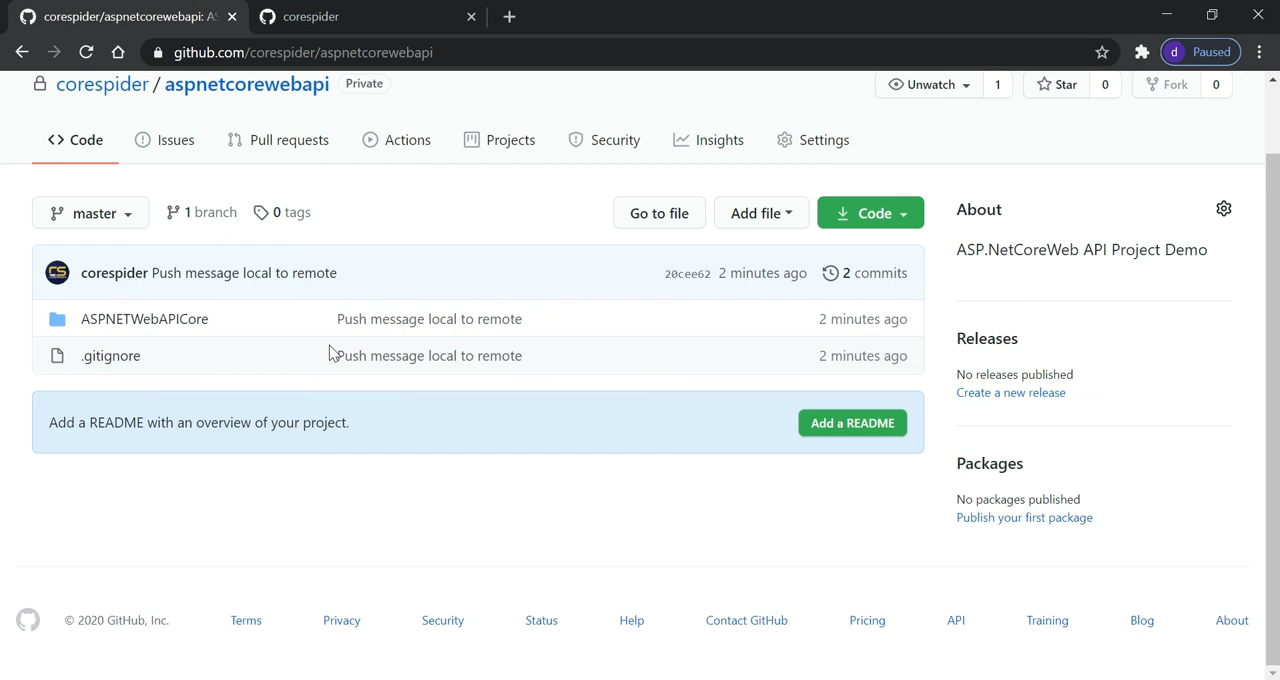 corespider/aspnetcorewebapi: AS
corespider
github.com/corespider/aspnetcorewebapi
d Paused
corespider / aspnetcorewebapi Private
Unwatch 1 Star 0 Fork 0
Code Issues Pull requests Actions Projects Security Insights Settings
master 1 branch 0 tags Go to file Add file Code
CS corespider Push message local to remote 20cee62 2 minutes ago 2 commits
ASPNETWebAPICore Push message local to remote 2 minutes ago
.gitignore Push message local to remote 2 minutes ago
Add a README with an overview of your project. Add a README
About
ASP.NetCoreWeb API Project Demo
Releases
No releases published
Create a new release
Packages
No packages published
Publish your first package
© 2020 GitHub, Inc. Terms Privacy Security Status Help Contact GitHub Pricing API Training Blog About